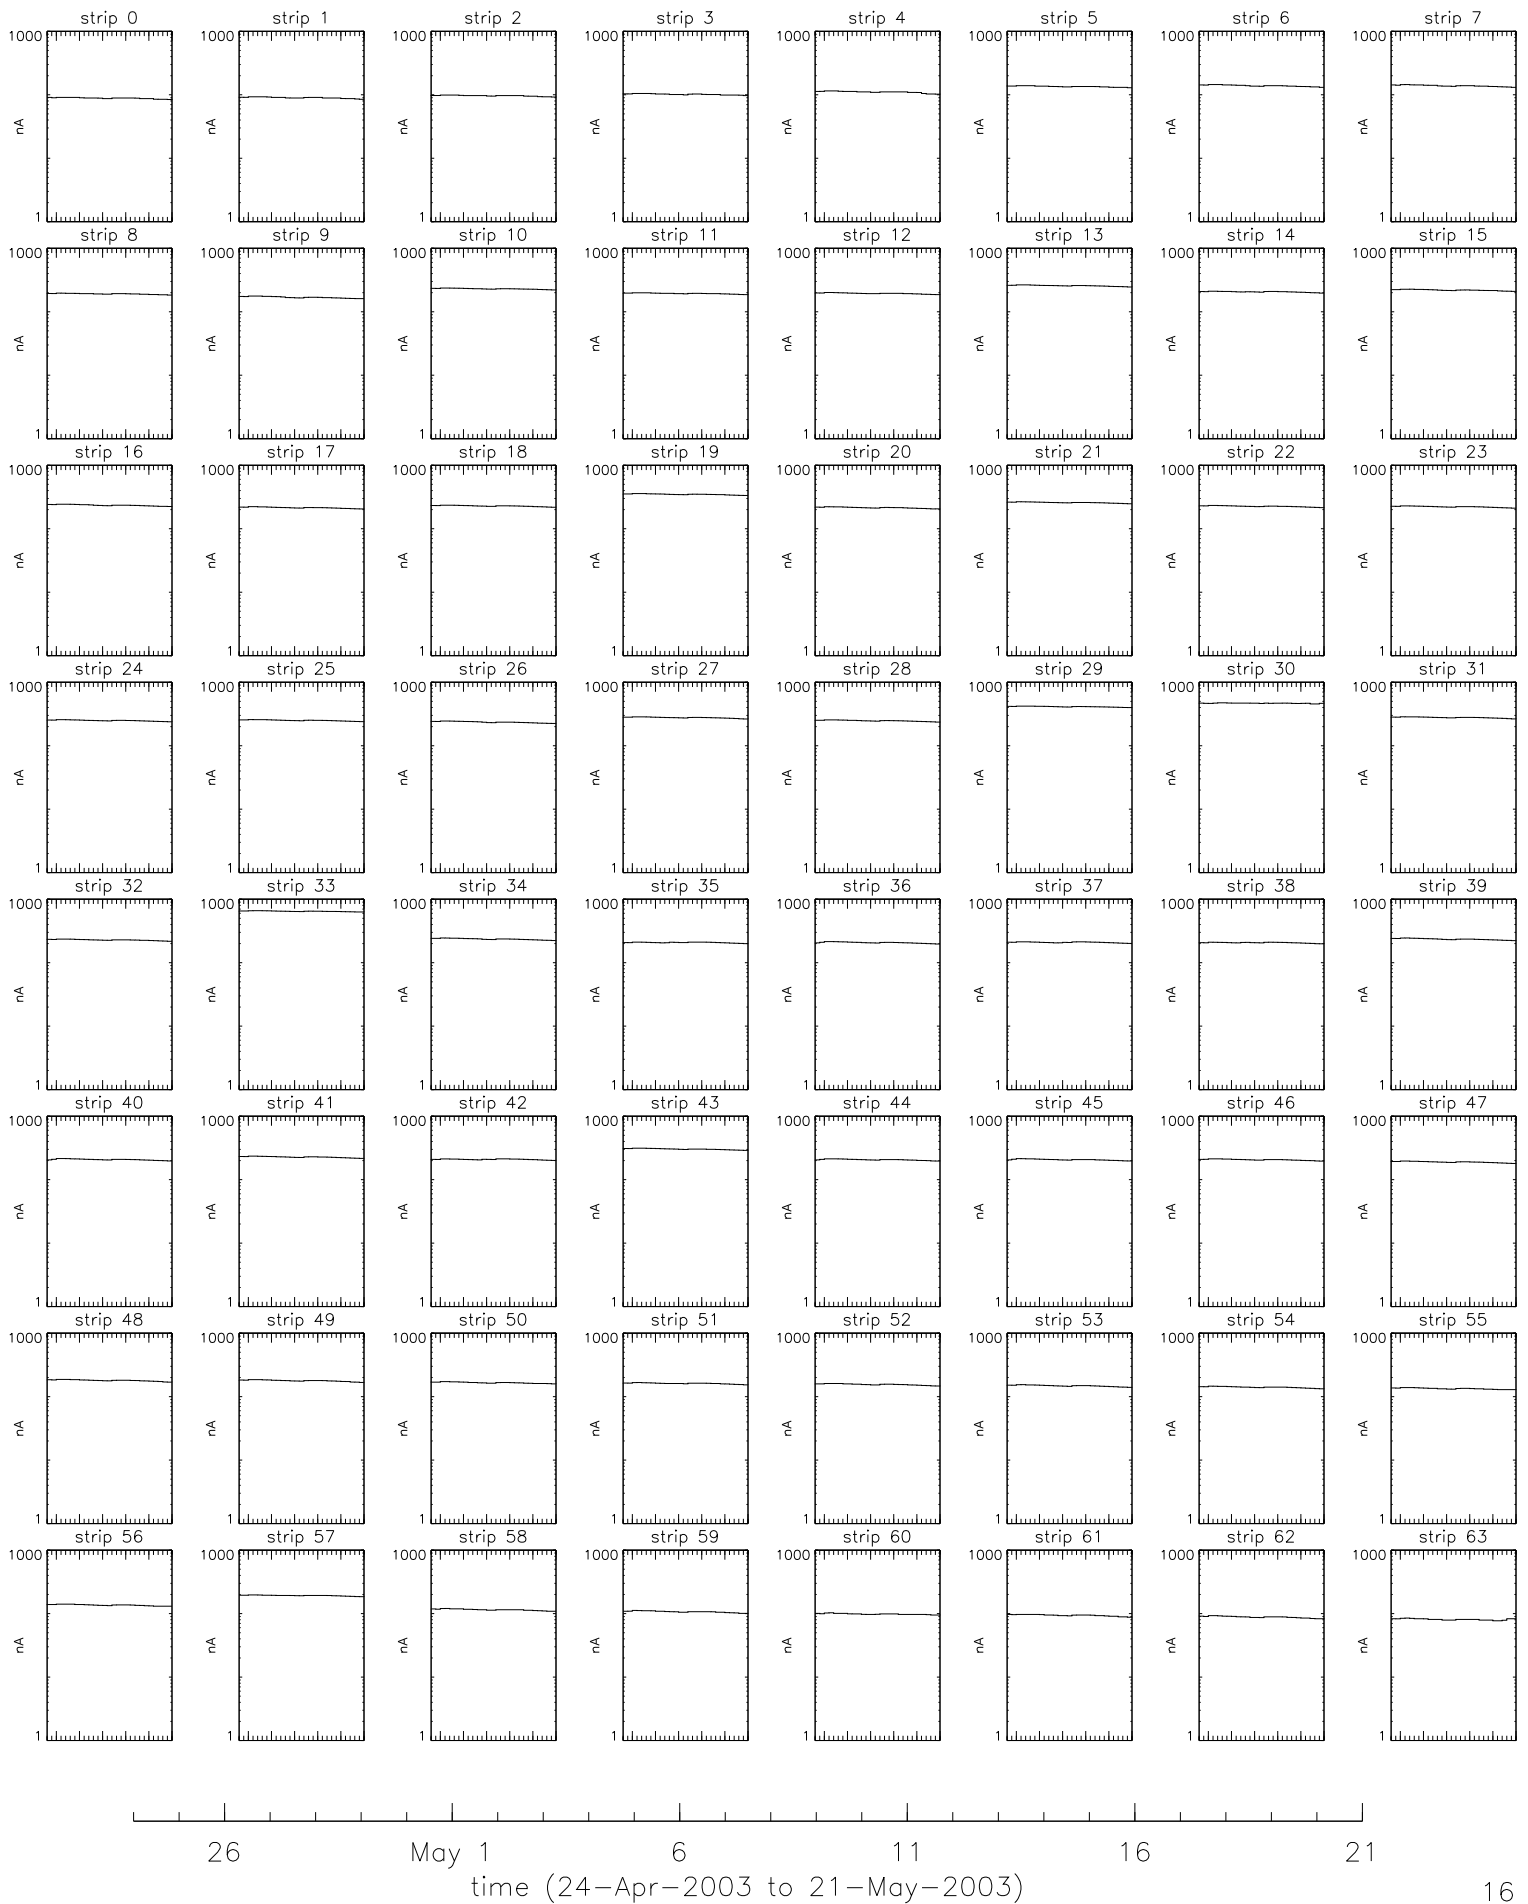 strip 0 strip 1 strip 2 strip 3 strip 4 strip 5 strip 6 strip 7
1000 1000 1000 1000 1000 1000 1000 1000
nA nA nA nA nA nA nA nA
1 1 1 1 1 1 1 1
strip 8 strip 9 strip 10 strip 11 strip 12 strip 13 strip 14 strip 15
1000 1000 1000 1000 1000 1000 1000 1000
nA nA nA nA nA nA nA nA
1 1 1 1 1 1 1 1
strip 16 strip 17 strip 18 strip 19 strip 20 strip 21 strip 22 strip 23
1000 1000 1000 1000 1000 1000 1000 1000
nA nA nA nA nA nA nA nA
1 1 1 1 1 1 1 1
strip 24 strip 25 strip 26 strip 27 strip 28 strip 29 strip 30 strip 31
1000 1000 1000 1000 1000 1000 1000 1000
nA nA nA nA nA nA nA nA
1 1 1 1 1 1 1 1
strip 32 strip 33 strip 34 strip 35 strip 36 strip 37 strip 38 strip 39
1000 1000 1000 1000 1000 1000 1000 1000
nA nA nA nA nA nA nA nA
1 1 1 1 1 1 1 1
strip 40 strip 41 strip 42 strip 43 strip 44 strip 45 strip 46 strip 47
1000 1000 1000 1000 1000 1000 1000 1000
nA nA nA nA nA nA nA nA
1 1 1 1 1 1 1 1
strip 48 strip 49 strip 50 strip 51 strip 52 strip 53 strip 54 strip 55
1000 1000 1000 1000 1000 1000 1000 1000
nA nA nA nA nA nA nA nA
1 1 1 1 1 1 1 1
strip 56 strip 57 strip 58 strip 59 strip 60 strip 61 strip 62 strip 63
1000 1000 1000 1000 1000 1000 1000 1000
nA nA nA nA nA nA nA nA
1 1 1 1 1 1 1 1
26 May 1 6 11 16 21
time (24-Apr-2003 to 21-May-2003)
16